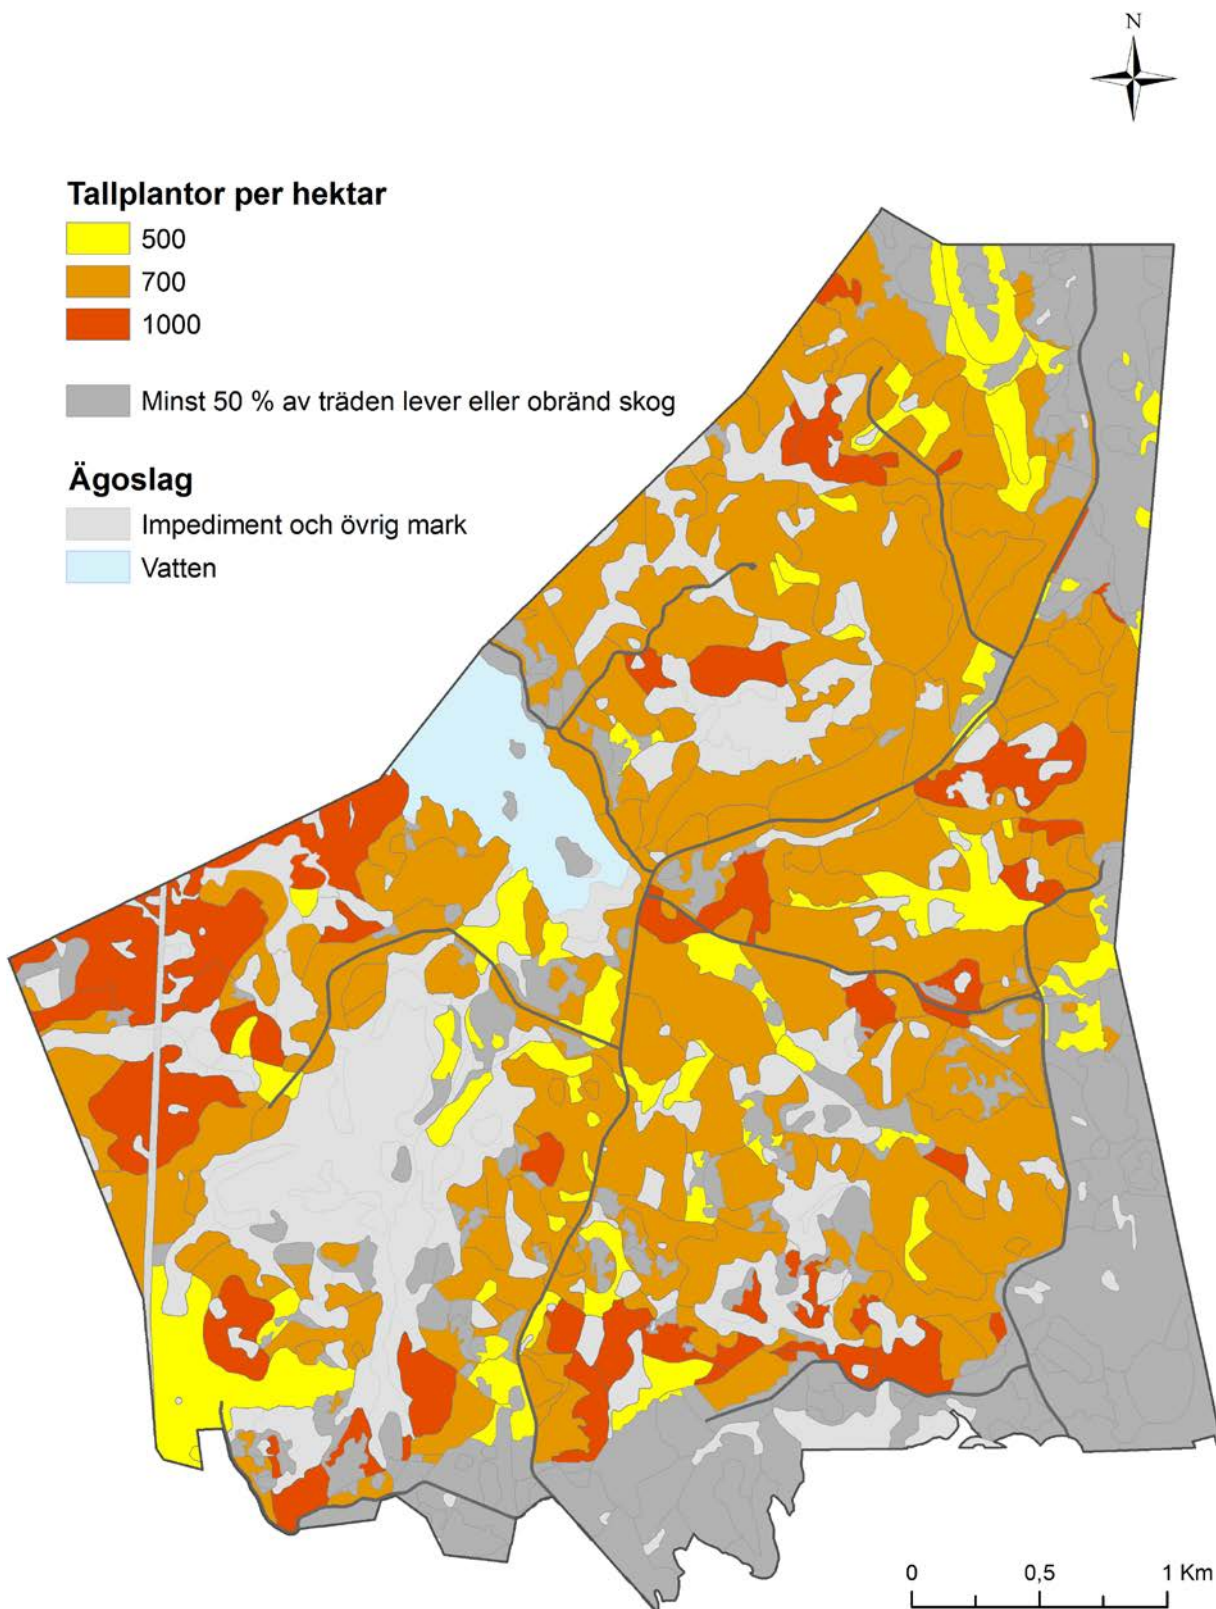 N
Tallplantor per hektar
500
700
1000
Minst 50 % av träden lever eller obränd skog
Ägoslag
Impediment och övrig mark
Vatten
0 0,5 1 Km